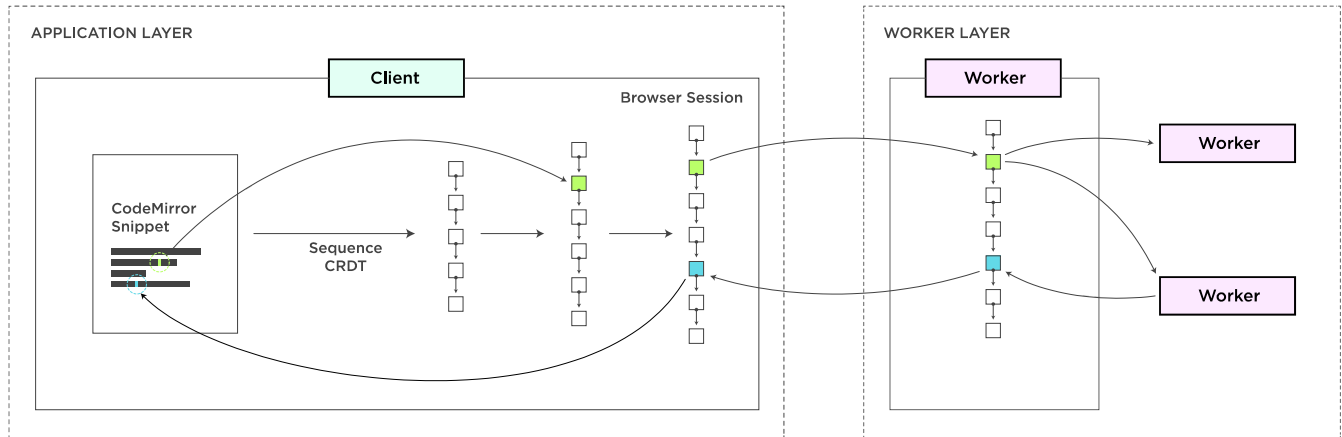 APPLICATION LAYER
Client
Browser Session
CodeMirror
Snippet
Sequence
CRDT
WORKER LAYER
Worker
Worker
Worker